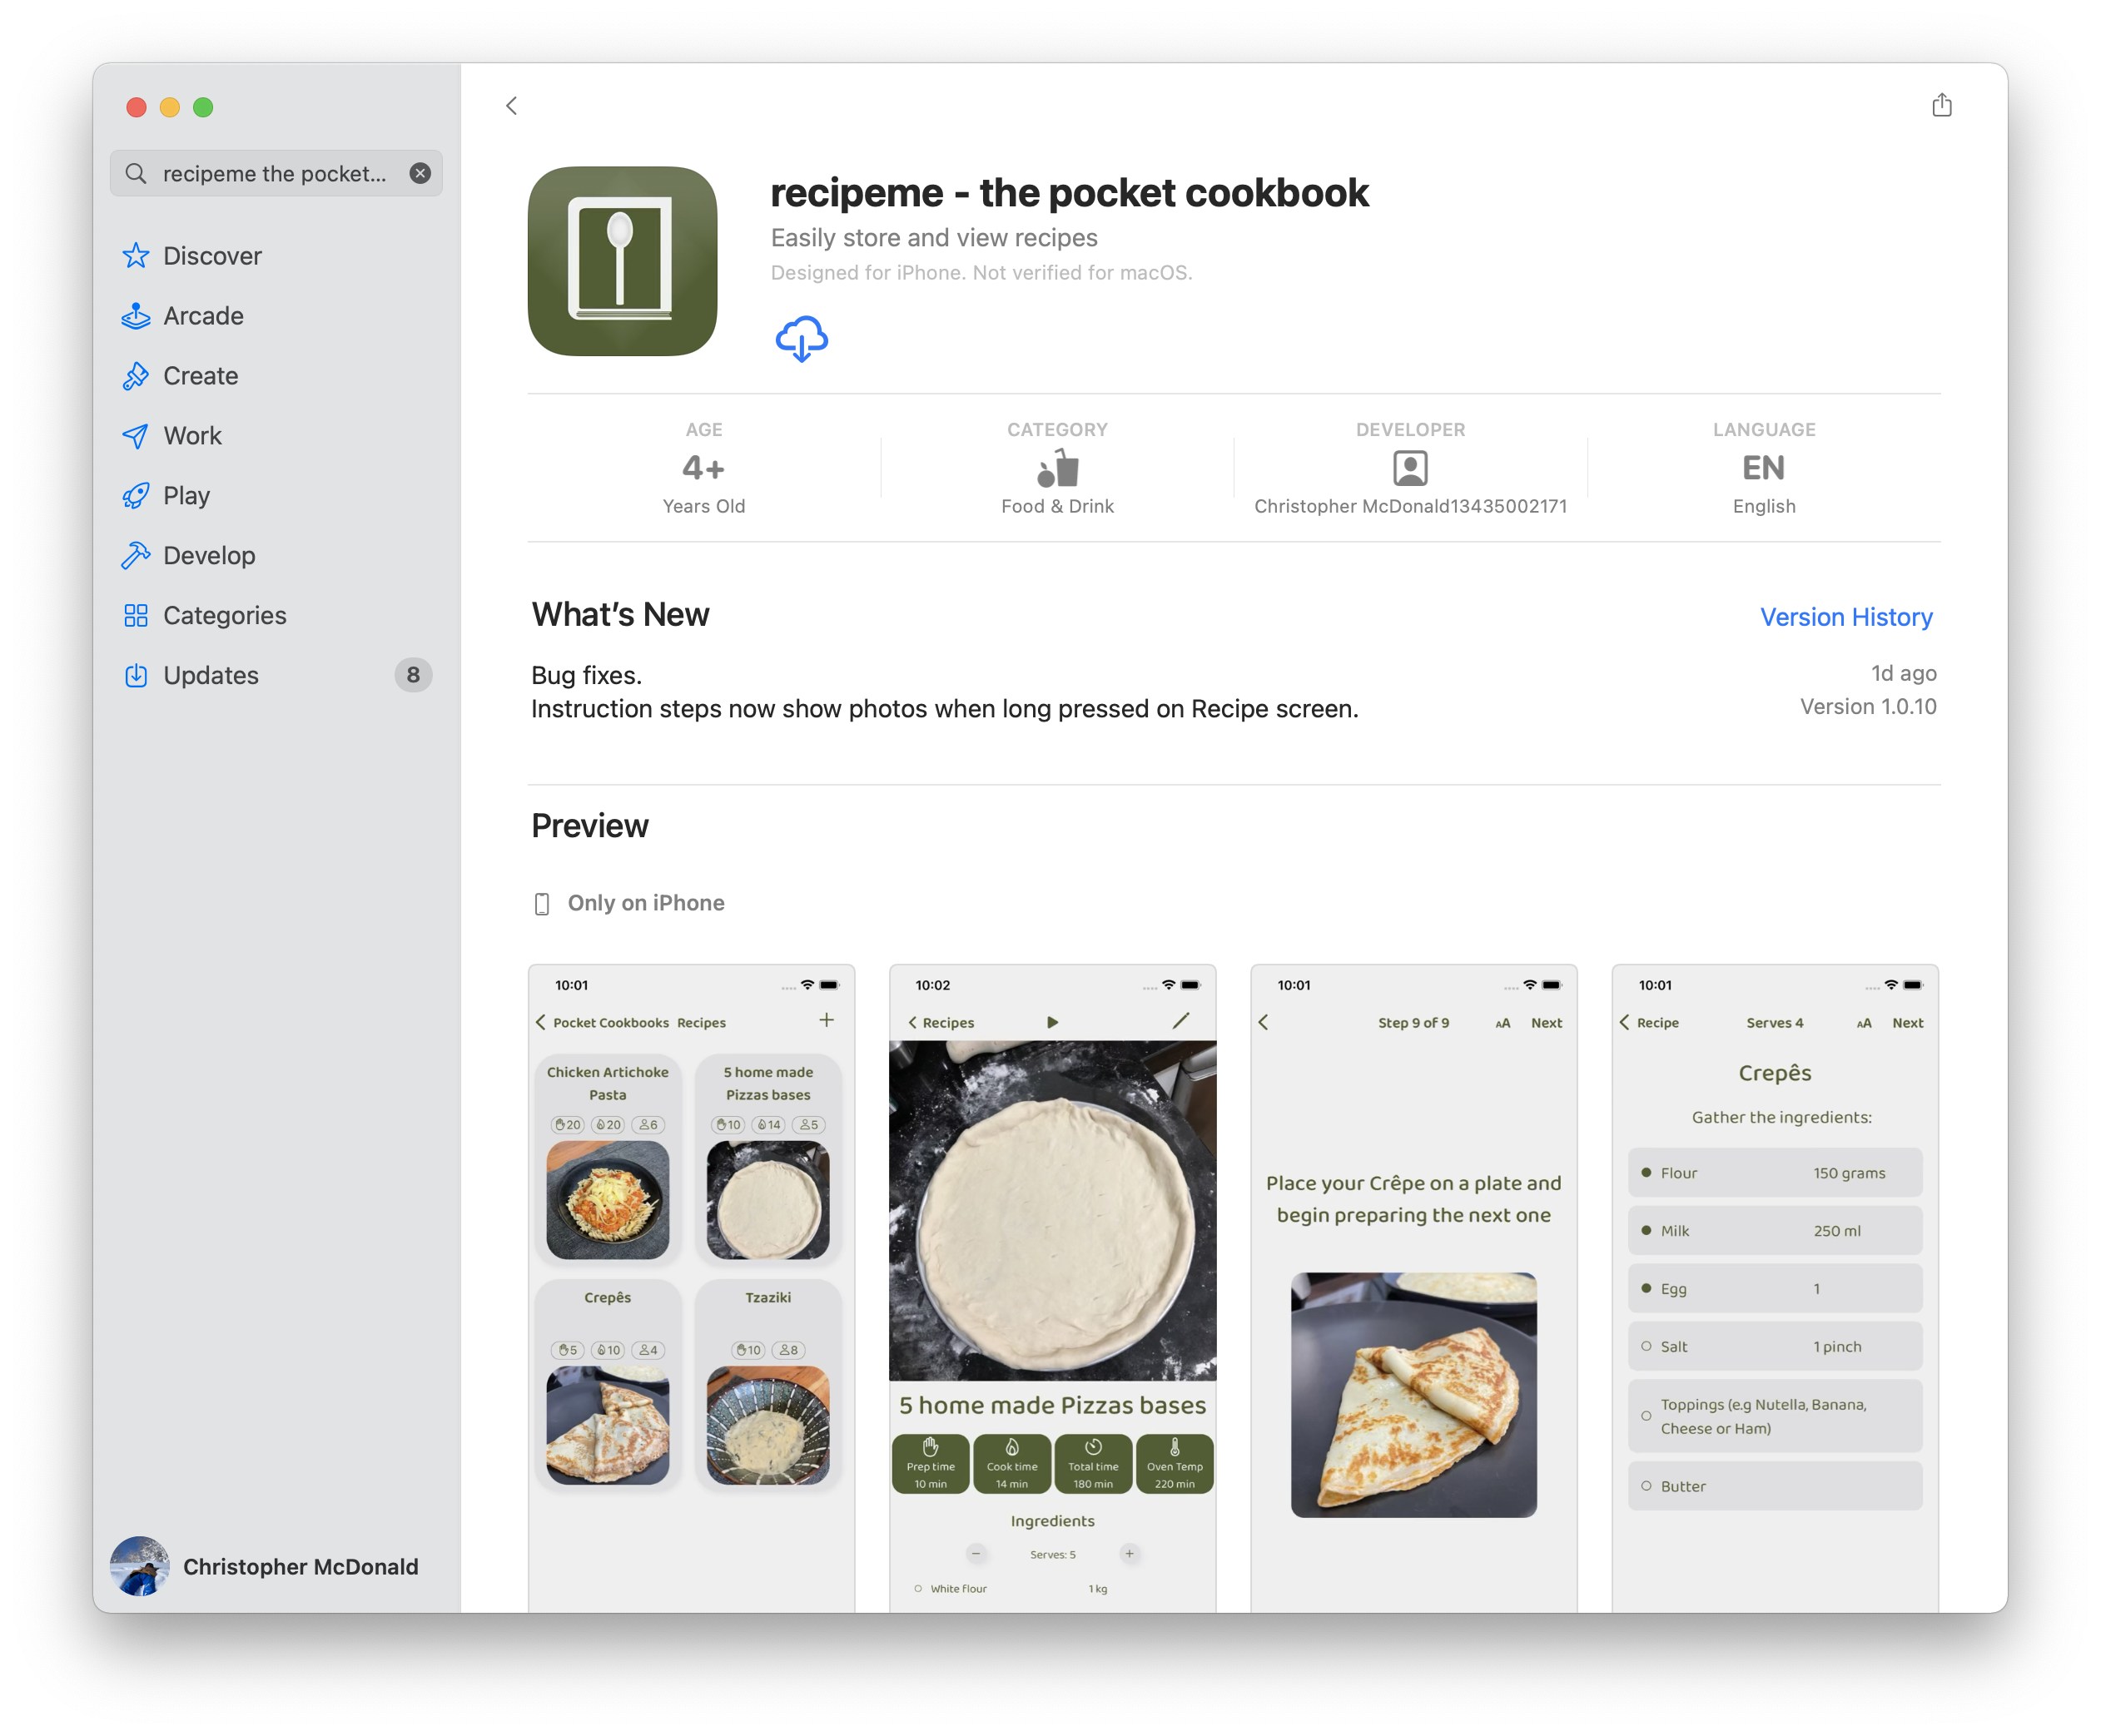 recipeme the pocket...
Discover
Arcade
Create
Work
Play
Develop
Categories
Updates 8
Christopher McDonald
recipeme - the pocket cookbook
Easily store and view recipes
Designed for iPhone. Not verified for macOS.
AGE
4+
Years Old
CATEGORY
Food & Drink
DEVELOPER
Christopher McDonald13435002171
LANGUAGE
EN
English
What's New
Version History
Bug fixes.
Instruction steps now show photos when long pressed on Recipe screen.
1d ago
Version 1.0.10
Preview
Only on iPhone
10:01
Pocket Cookbooks Recipes
Chicken Artichoke
Pasta
20 20 6
5 home made
Pizzas bases
10 14 5
Crepês
5 10 4
Tzaziki
10 8
10:02
Recipes
5 home made Pizzas bases
Prep time
10 min
Cook time
14 min
Total time
180 min
Oven Temp
220 min
Ingredients
Serves: 5
White flour 1 kg
10:01
Step 9 of 9 AA Next
Place your Crêpe on a plate and
begin preparing the next one
10:01
Recipe Serves 4 AA Next
Crepês
Gather the ingredients:
Flour 150 grams
Milk 250 ml
Egg 1
Salt 1 pinch
Toppings (e.g Nutella, Banana,
Cheese or Ham)
Butter